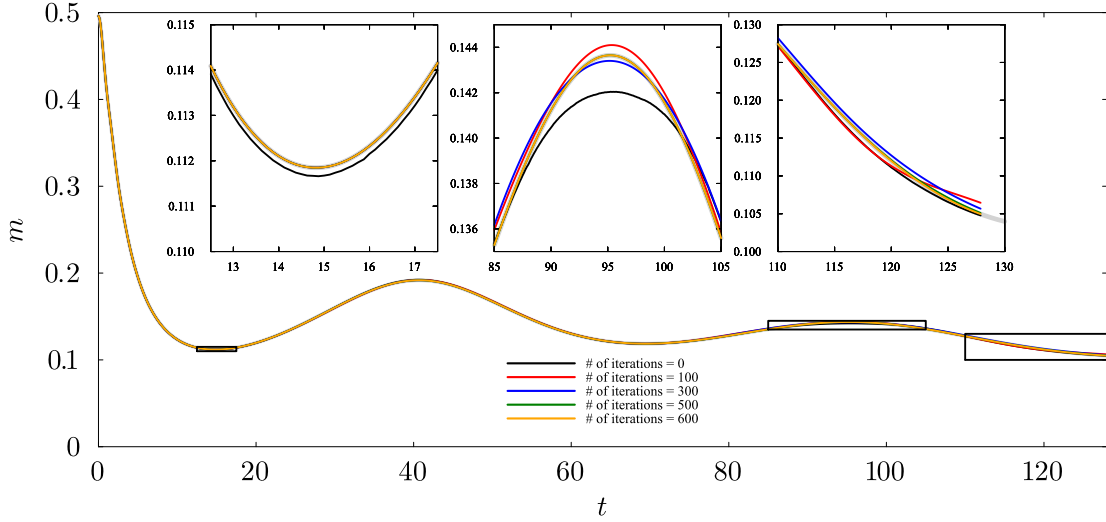 0.5
0.4
0.3
0.2
0.1
0
m
0.115
0.114
0.113
0.112
0.111
0.110
13 14 15 16 17
0.144
0.142
0.140
0.138
0.136
85 90 95 100 105
0.130
0.125
0.120
0.115
0.110
0.105
0.100
110 114 118 122 126 130
# of iterations = 0
# of iterations = 100
# of iterations = 300
# of iterations = 500
# of iterations = 600
0 20 40 60 80 100 120
t